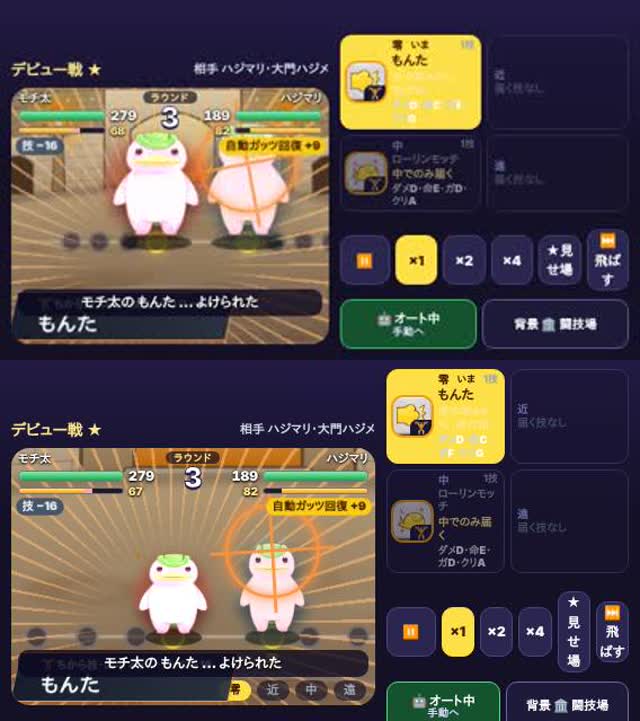 デビュー戦 ★
相手 ハジマリ・大門ハジメ
モチ太
ラウンド
ハジマリ
279
3
189
68
82
技 −16
自動ガッツ回復 +9
モチ太の もんた … よけられた
もんた
零 いま 1技
もんた
近
届く技なし
中 1技
ローリンモッチ
中でのみ届く
ダメD・命E・ガD・
クリA
遠
届く技なし
×1
×2
×4
★見
せ場
飛ば
す
オート中
手動へ
背景 闘技場
デビュー戦 ★
相手 ハジマリ・大門ハジメ
モチ太
ラウンド
ハジマリ
279
3
189
67
82
技 −16
自動ガッツ回復 +9
モチ太の もんた … よけられた
もんた
零 近 中 遠
零 いま 1技
もんた
近
届く技なし
中 1技
ローリンモッ
チ
中でのみ届
く
ダメD・命E・
ガD・クリA
遠
届く技なし
×1
×2
×4
★
見
せ
場
飛
ばす
オート中
手動へ
背景 闘技場